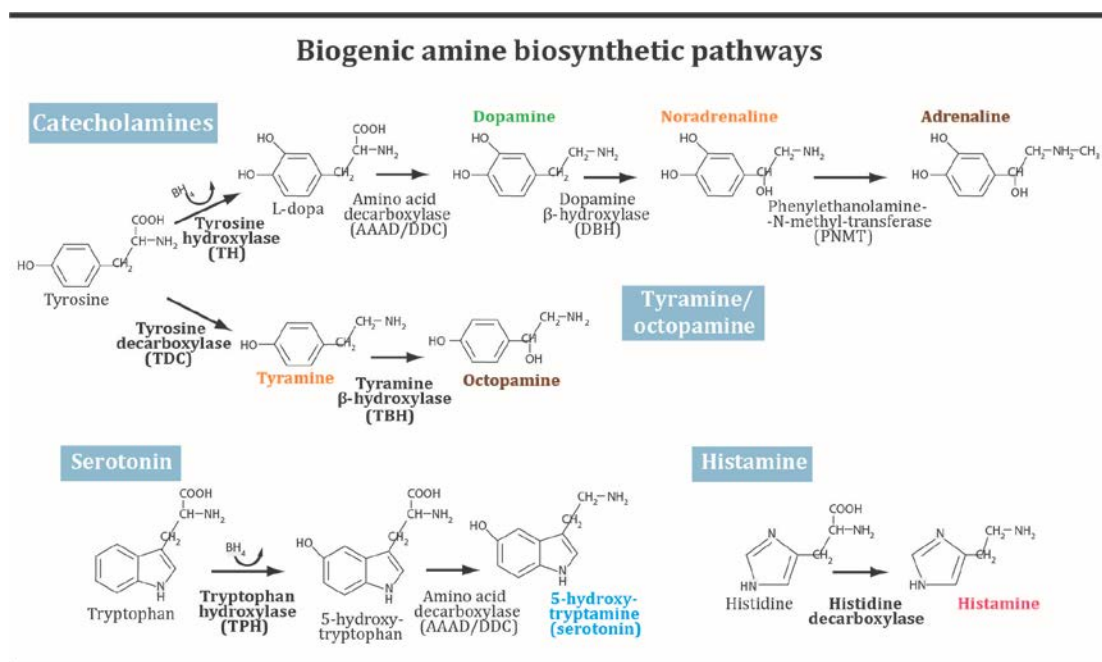 Biogenic amine biosynthetic pathways
Catecholamines
COOH
HO
CH–NH₂
CH₂
HO
L-dopa
BH₄
Tyrosine
hydroxylase
(TH)
COOH
CH–NH₂
CH₂
HO
Tyrosine
Amino acid
decarboxylase
(AAAD/DDC)
Dopamine
HO
CH₂–NH₂
CH₂
HO
Dopamine
β-hydroxylase
(DBH)
Noradrenaline
HO
CH₂–NH₂
CH
HO
OH
Phenylethanolamine-
-N-methyl-transferase
(PNMT)
Adrenaline
HO
CH₂–NH–CH₃
CH
HO
OH
Tyramine/
octopamine
Tyrosine
decarboxylase
(TDC)
CH₂–NH₂
CH₂
HO
Tyramine
Tyramine
β-hydroxylase
(TBH)
CH₂–NH₂
CH
HO
OH
Octopamine
Serotonin
COOH
CH–NH₂
CH₂
NH
Tryptophan
BH₄
Tryptophan
hydroxylase
(TPH)
COOH
CH–NH₂
CH₂
HO
NH
5-hydroxy-
tryptophan
Amino acid
decarboxylase
(AAAD/DDC)
CH₂–NH₂
CH₂
HO
NH
5-hydroxy-
tryptamine
(serotonin)
Histamine
COOH
CH–NH₂
CH₂
N
HN
Histidine
Histidine
decarboxylase
CH₂–NH₂
CH₂
N
HN
Histamine